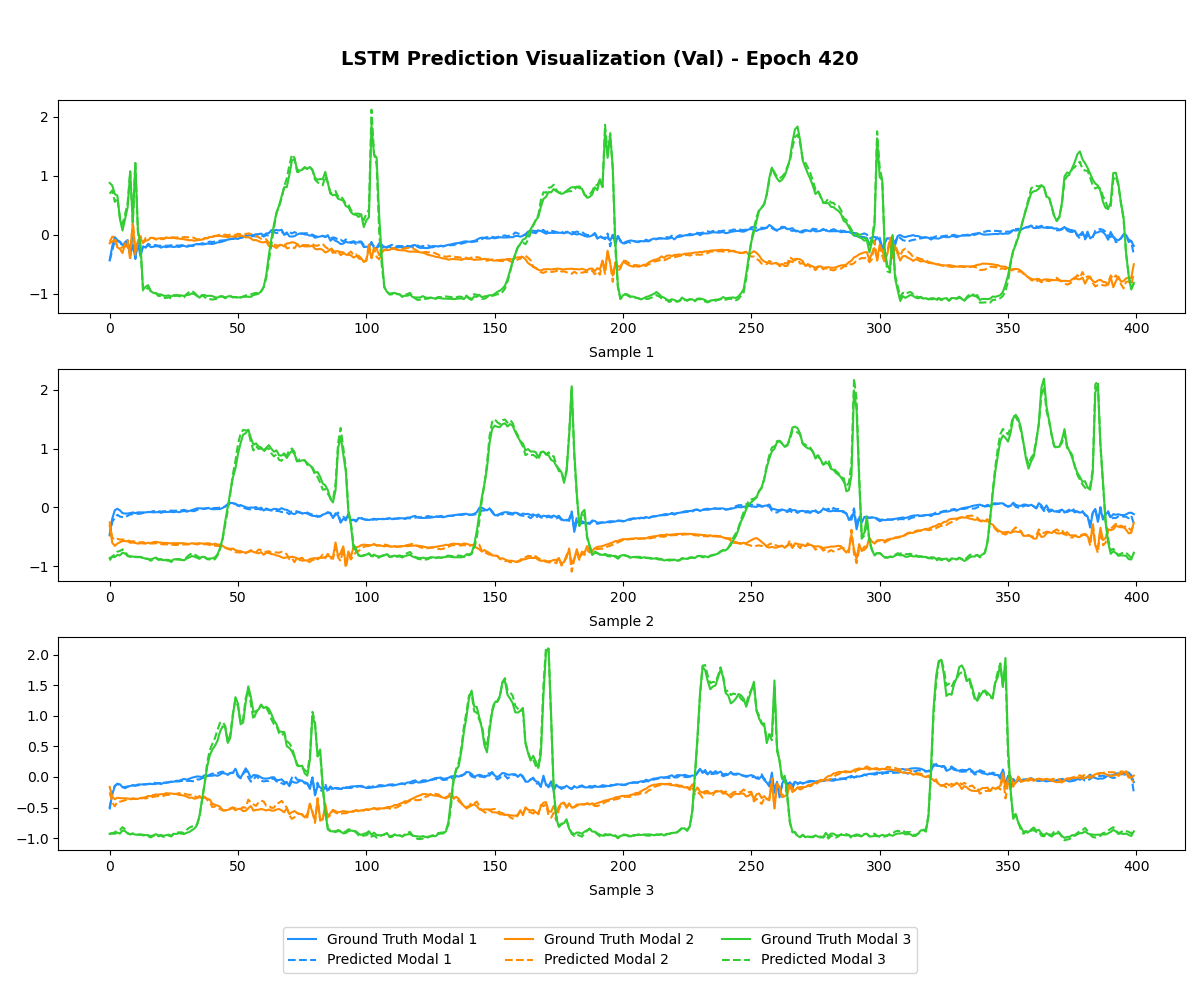 LSTM Prediction Visualization (Val) - Epoch 420
2
1
0
−1
0 50 100 150 200 250 300 350 400
Sample 1
2
1
0
−1
0 50 100 150 200 250 300 350 400
Sample 2
2.0
1.5
1.0
0.5
0.0
−0.5
−1.0
0 50 100 150 200 250 300 350 400
Sample 3
Ground Truth Modal 1 Ground Truth Modal 2 Ground Truth Modal 3
Predicted Modal 1 Predicted Modal 2 Predicted Modal 3